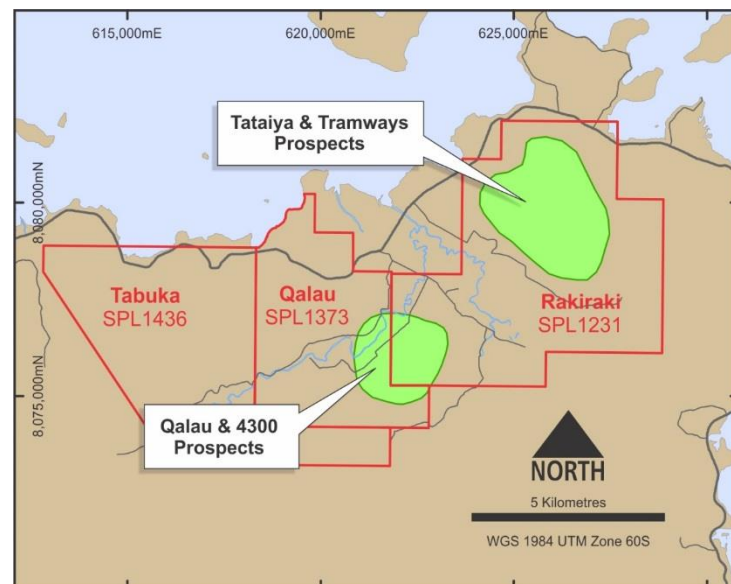 615,000mE
620,000mE
625,000mE
Tataiya & Tramways
Prospects
8,080,000mN
Tabuka
SPL1436
Qalau
SPL1373
Rakiraki
SPL1231
8,075,000mN
Qalau & 4300
Prospects
NORTH
5 Kilometres
WGS 1984 UTM Zone 60S